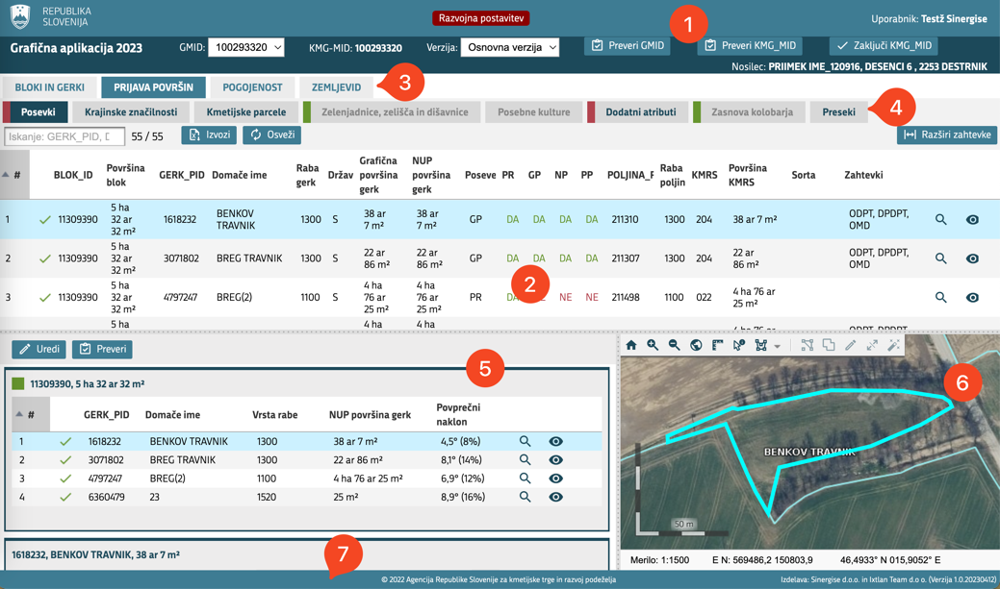 REPUBLIKA
SLOVENIJA
Razvojna postavitev
1
Uporabnik: Testž Sinergise
Grafična aplikacija 2023
GMID: 100293320
KMG-MID: 100293320
Verzija: Osnovna verzija
Preveri GMID
Preveri KMG_MID
Zaključi KMG_MID
Nosilec: PRIIMEK IME_120916, DESENCI 6 , 2253 DESTRNIK
BLOKI IN GERKI
PRIJAVA POVRŠIN
POGOJENOST
ZEMLJEVID
3
Posevki
Krajinske značilnosti
Kmetijske parcele
Zelenjadnice, zelišča in dišavnice
Posebne kulture
Dodatni atributi
Zasnova kolobarja
Preseki
4
Iskanje: GERK_PID,
55 / 55
Izvozi
Osveži
Razširi zahtevke
# BLOK_ID Površina blok GERK_PID Domače ime Raba gerk Držav Grafična površina gerk NUP površina gerk Poseve PR GP NP PP POLJINA_ Raba poljin KMRS Površina KMRS Sorta Zahtevki
1 11309390 5 ha 32 ar 32 m² 1618232 BENKOV TRAVNIK 1300 S 38 ar 7 m² 38 ar 7 m² GP DA DA DA DA 211310 1300 204 38 ar 7 m² ODPT, DPDPT, OMD
2 11309390 5 ha 32 ar 32 m² 3071802 BREG TRAVNIK 1300 S 22 ar 86 m² 22 ar 86 m² GP DA DA DA DA 211307 1300 204 22 ar 86 m² ODPT, DPDPT, OMD
3 11309390 5 ha 32 ar 32 m² 4797247 BREG(2) 1100 S 4 ha 76 ar 25 m² 4 ha 76 ar 25 m² PR NE NE 211498 1100 022 4 ha 76 ar 25 m²
2
5 ha 4 ha 4 ha
Uredi
Preveri
5
11309390, 5 ha 32 ar 32 m²
# GERK_PID Domače ime Vrsta rabe NUP površina gerk Povprečni naklon
1 1618232 BENKOV TRAVNIK 1300 38 ar 7 m² 4,5° (8%)
2 3071802 BREG TRAVNIK 1300 22 ar 86 m² 8,1° (14%)
3 4797247 BREG(2) 1100 4 ha 76 ar 25 m² 6,9° (12%)
4 6360479 23 1520 25 m² 8,9° (16%)
1618232, BENKOV TRAVNIK, 38 ar 7 m²
7
6
BENKOV TRAVNIK
50 m
Merilo: 1:1500
E N: 569486,2 150803,9
46,4933° N 015,9052° E
© 2022 Agencija Republike Slovenije za kmetijske trge in razvoj podeželja
Izdelava: Sinergise d.o.o. in Ixtlan Team d.o.o. (Verzija 1.0.20230412)